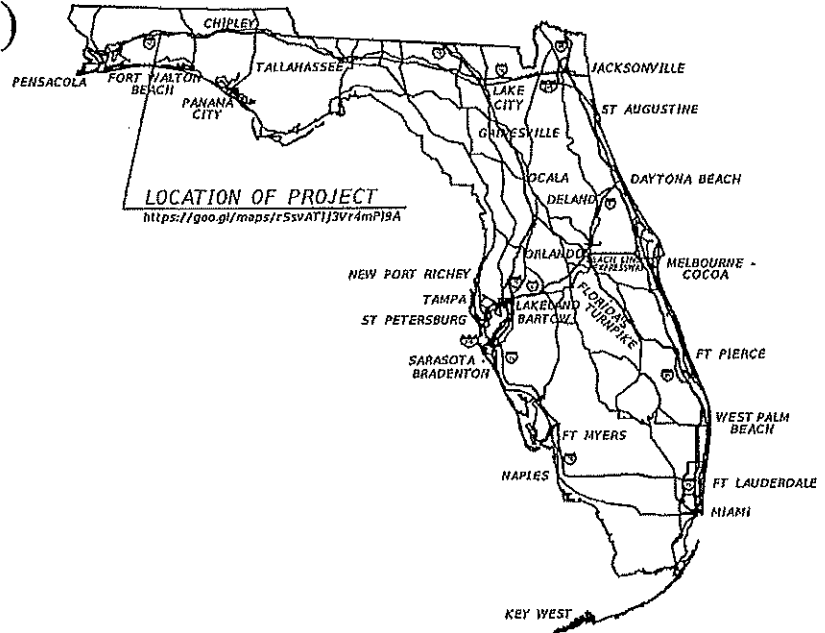 )
CHIPLEY
PENSACOLA
FORT WALTON
BEACH
PANANA
CITY
TALLAHASSEE
LAKE
CITY
JACKSONVILLE
ST AUGUSTINE
GAINESVILLE
OCALA
DAYTONA BEACH
DELAND
LOCATION OF PROJECT
https://goo.gl/maps/r5svAT1J3Vr4mPj9A
ORLANDO
EXPRESSWAY
MELBOURNE -
COCOA
NEW PORT RICHEY
TAMPA
LAKELAND
ST PETERSBURG
BARTOW
FLORIDA'S
TURNPIKE
SARASOTA -
BRADENTON
FT PIERCE
WEST PALM
BEACH
FT MYERS
NAPLES
FT LAUDERDALE
MIAMI
KEY WEST